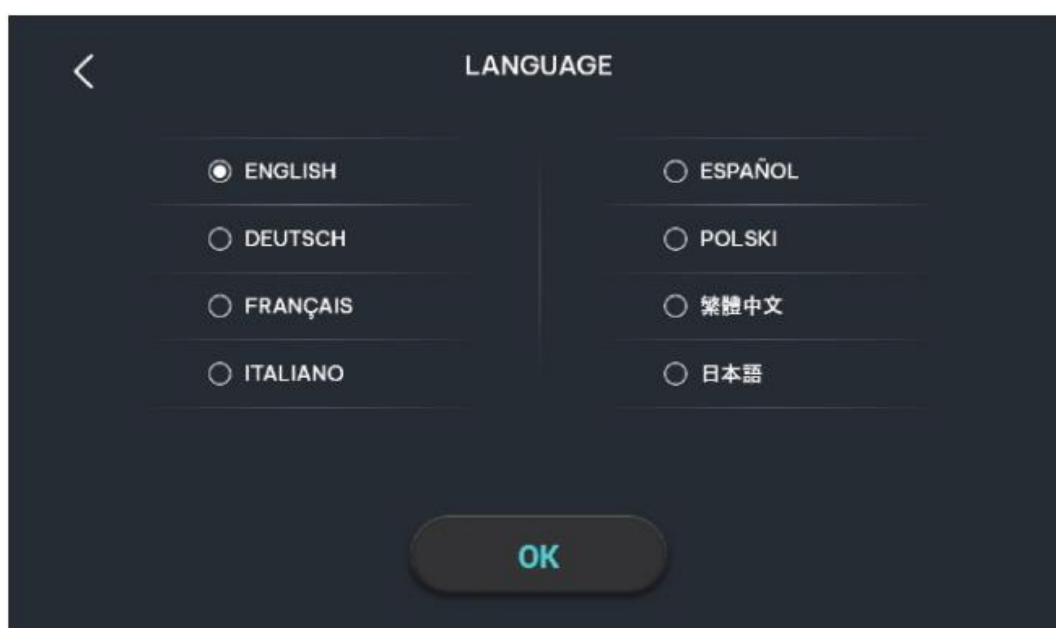 LANGUAGE
ENGLISH
DEUTSCH
FRANÇAIS
ITALIANO
ESPAÑOL
POLSKI
繁體中文
日本語
OK